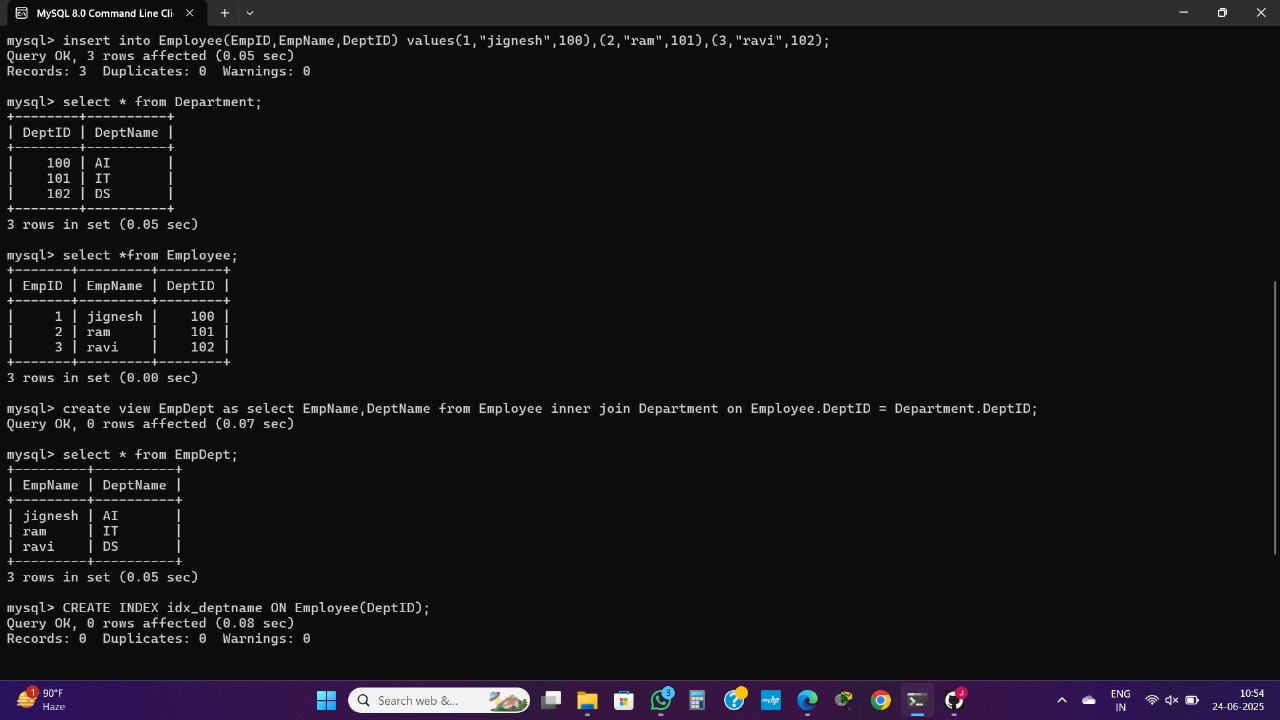 MySQL 8.0 Command Line Cli
mysql> insert into Employee(EmpID,EmpName,DeptID) values(1,"jignesh",100),(2,"ram",101),(3,"ravi",102);
Query OK, 3 rows affected (0.05 sec)
Records: 3  Duplicates: 0  Warnings: 0
mysql> select * from Department;
+--------+----------+
| DeptID | DeptName |
+--------+----------+
|    100 | AI       |
|    101 | IT       |
|    102 | DS       |
+--------+----------+
3 rows in set (0.05 sec)
mysql> select *from Employee;
+-------+---------+--------+
| EmpID | EmpName | DeptID |
+-------+---------+--------+
|     1 | jignesh |    100 |
|     2 | ram     |    101 |
|     3 | ravi    |    102 |
+-------+---------+--------+
3 rows in set (0.00 sec)
mysql> create view EmpDept as select EmpName,DeptName from Employee inner join Department on Employee.DeptID = Department.DeptID;
Query OK, 0 rows affected (0.07 sec)
mysql> select * from EmpDept;
+---------+----------+
| EmpName | DeptName |
+---------+----------+
| jignesh | AI       |
| ram     | IT       |
| ravi    | DS       |
+---------+----------+
3 rows in set (0.05 sec)
mysql> CREATE INDEX idx_deptname ON Employee(DeptID);
Query OK, 0 rows affected (0.08 sec)
Records: 0  Duplicates: 0  Warnings: 0
1
90°F
Haze
Search web &...
3
myhp
J
ENG
IN
10:54
24-06-2025